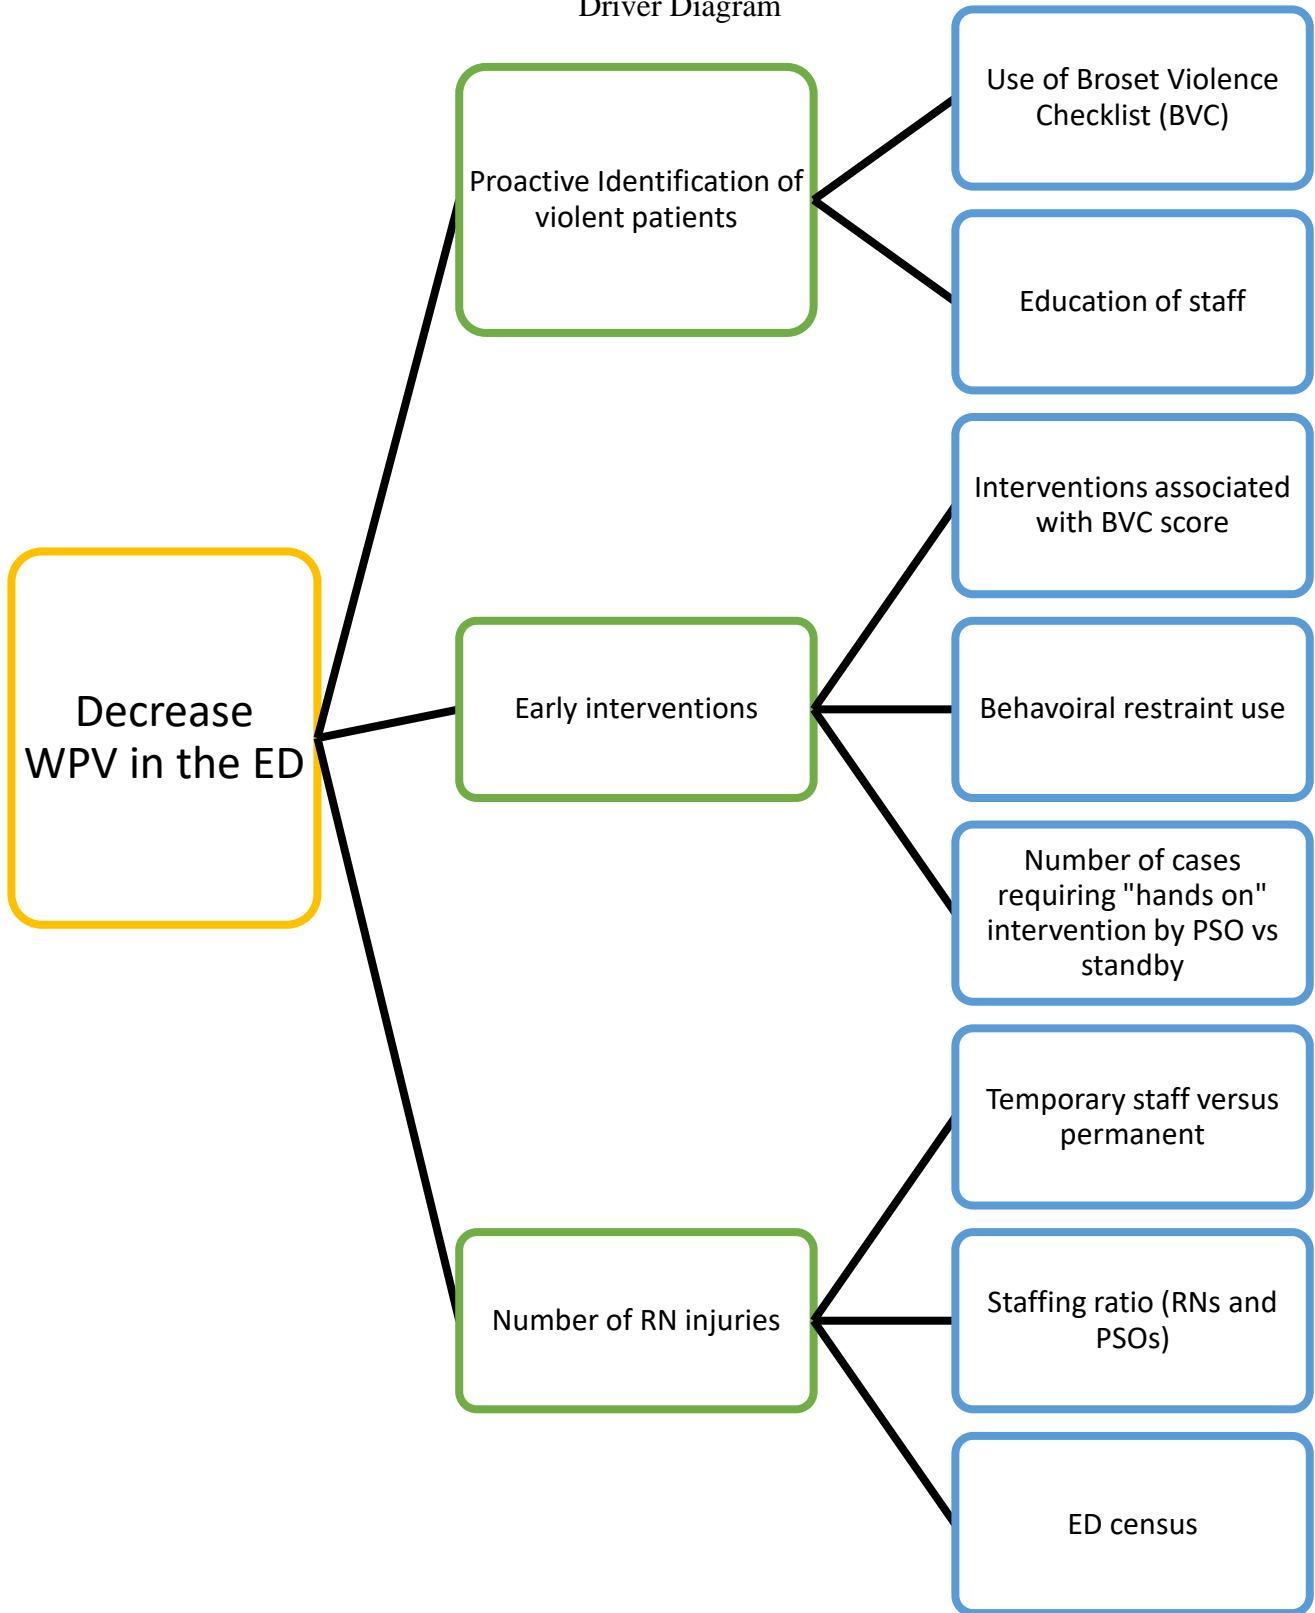 Driver Diagram
Use of Broset Violence
Checklist (BVC)
Proactive Identification of
violent patients
Education of staff
Interventions associated
with BVC score
Decrease
WPV in the ED
Early interventions
Behavoiral restraint use
Number of cases
requiring "hands on"
intervention by PSO vs
standby
Temporary staff versus
permanent
Number of RN injuries
Staffing ratio (RNs and
PSOs)
ED census